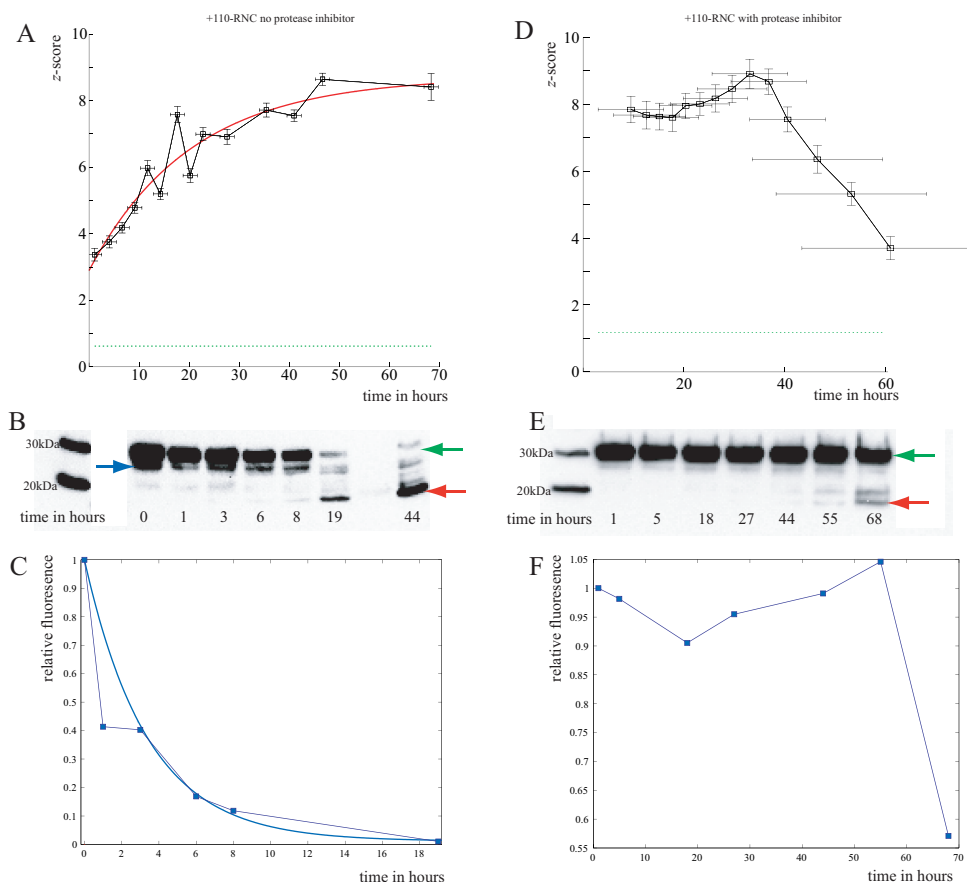 +110-RNC no protease inhibitor
A
z-score
10
8
6
4
2
0
10 20 30 40 50 60 70
time in hours
B
30kDa
20kDa
time in hours 0 1 3 6 8 19 44
C
relative fluoresence
1
0.9
0.8
0.7
0.6
0.5
0.4
0.3
0.2
0.1
0
0 2 4 6 8 10 12 14 16 18
time in hours
+110-RNC with protease inhibitor
D
z-score
10
8
6
4
2
0
20 40 60
time in hours
E
30kDa
20kDa
time in hours 1 5 18 27 44 55 68
F
relative fluoresence
1.05
1
0.95
0.9
0.85
0.8
0.75
0.7
0.65
0.6
0.55
0 10 20 30 40 50 60 70
time in hours